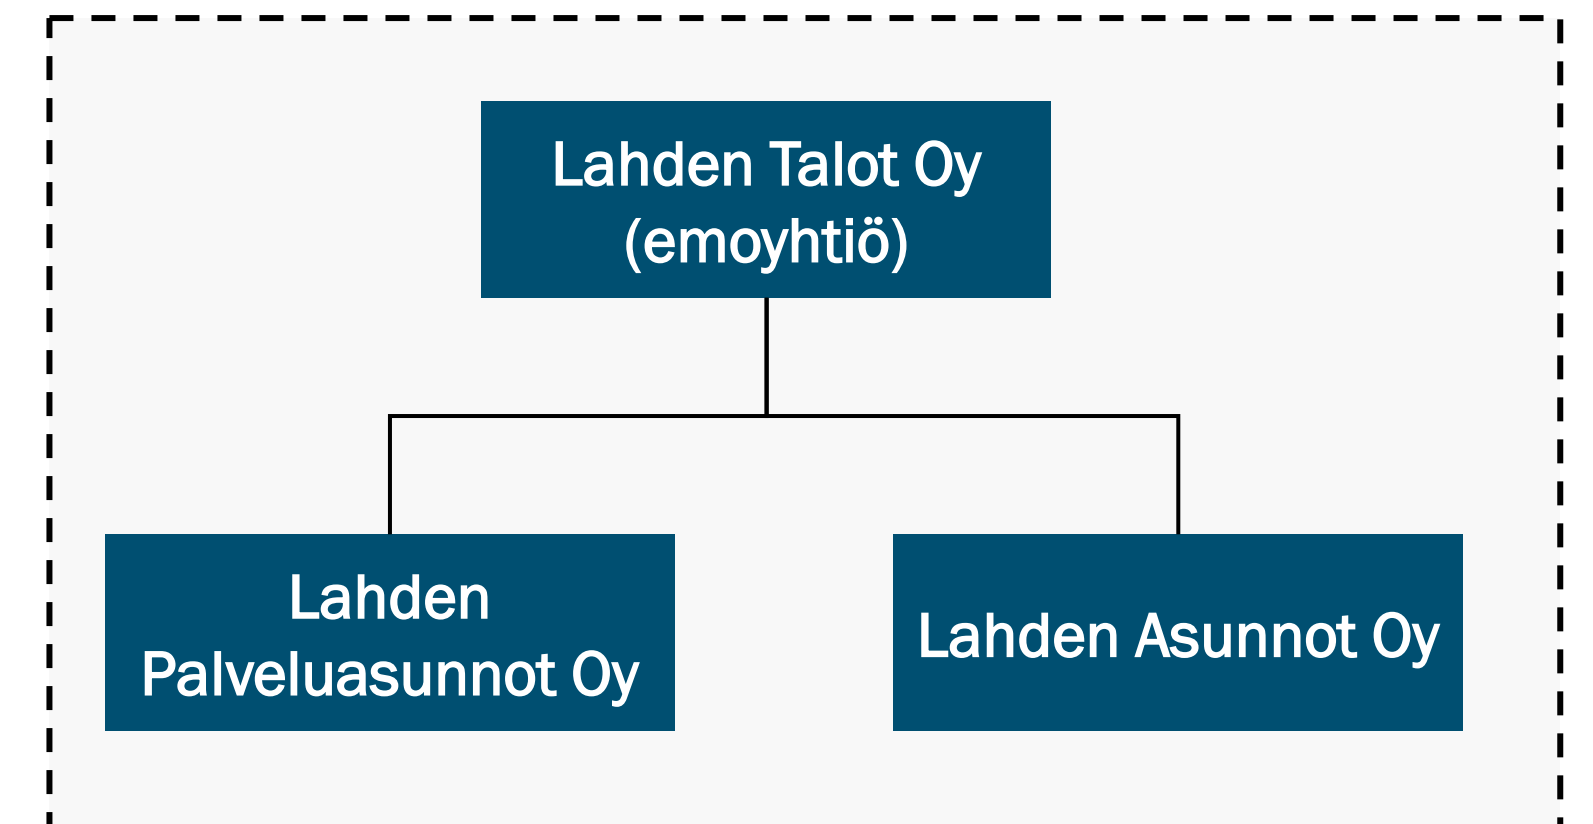 Lahden Talot Oy
(emoyhtiö)
Lahden
Palveluasunnot Oy
Lahden Asunnot Oy